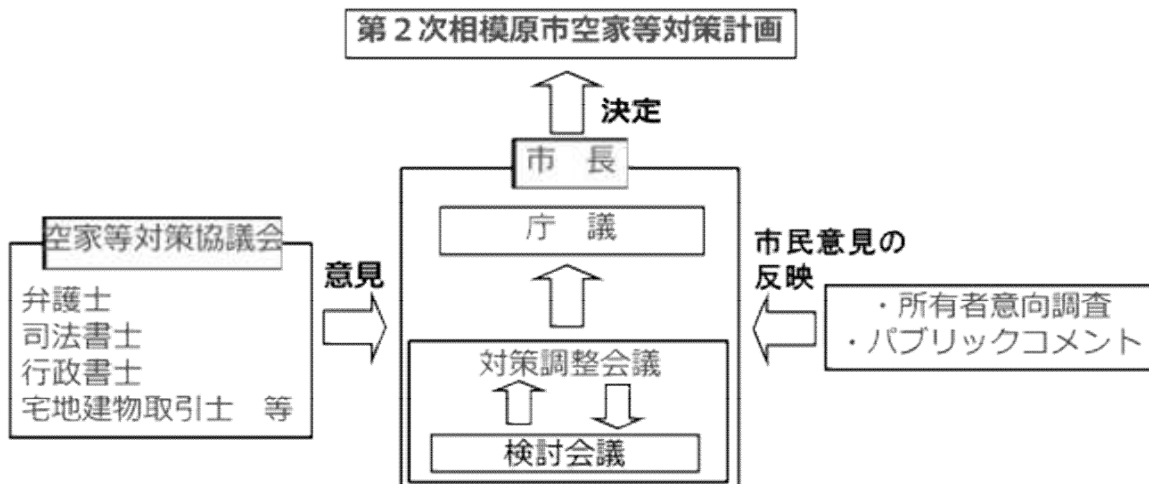 第２次相模原市空家等対策計画
決定
市　長
庁　議
空家等対策協議会
弁護士
司法書士
行政書士
宅地建物取引士　等
意見
市民意見の
反映
・所有者意向調査
・パブリックコメント
対策調整会議
検討会議